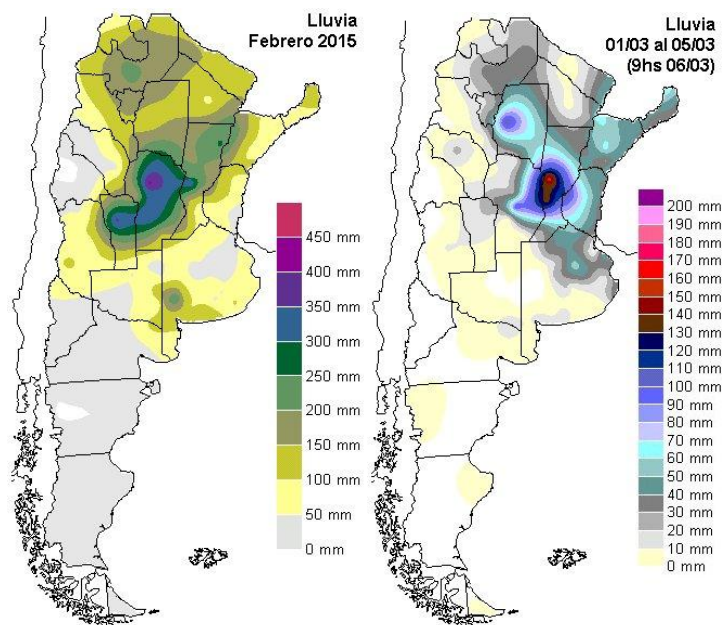 Lluvia
Febrero 2015
450 mm
400 mm
350 mm
300 mm
250 mm
200 mm
150 mm
100 mm
50 mm
0 mm
Lluvia
01/03 al 05/03
(9hs 06/03)
200 mm
190 mm
180 mm
170 mm
160 mm
150 mm
140 mm
130 mm
120 mm
110 mm
100 mm
90 mm
80 mm
70 mm
60 mm
50 mm
40 mm
30 mm
20 mm
10 mm
0 mm